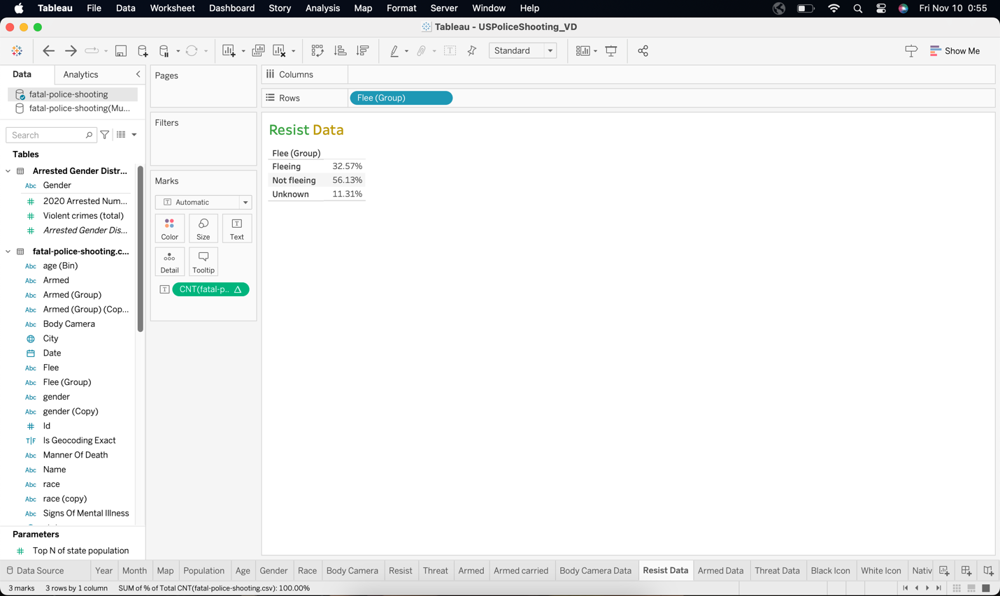 Tableau File Data Worksheet Dashboard Story Analysis Map Format Server Window Help Fri Nov 10 0:55
Tableau - USPoliceShooting_VD
Standard
Show Me
Data
Analytics
fatal-police-shooting
fatal-police-shooting(Mu...
Search
Tables
Arrested Gender Distr...
Abc Gender
2020 Arrested Num...
Violent crimes (total)
Arrested Gender Dis...
fatal-police-shooting.c...
Abc age (Bin)
Abc Armed
Abc Armed (Group)
Abc Armed (Group) (Cop...
Abc Body Camera
City
Date
Abc Flee
Abc Flee (Group)
Abc gender
Abc gender (Copy)
# Id
T|F Is Geocoding Exact
Abc Manner Of Death
Abc Name
Abc race
Abc race (copy)
Abc Signs Of Mental Illness
Parameters
# Top N of state population
Pages
Filters
Marks
T Automatic
Color
Size
T Text
Detail
Tooltip
T CNT(fatal-p.. △
Columns
Rows
Flee (Group)
Resist Data
Flee (Group)
Fleeing 32.57%
Not fleeing 56.13%
Unknown 11.31%
Data Source Year Month Map Population Age Gender Race Body Camera Resist Threat Armed Armed carried Body Camera Data Resist Data Armed Data Threat Data Black Icon White Icon Nativ
3 marks 3 rows by 1 column SUM of % of Total CNT(fatal-police-shooting.csv): 100.00%